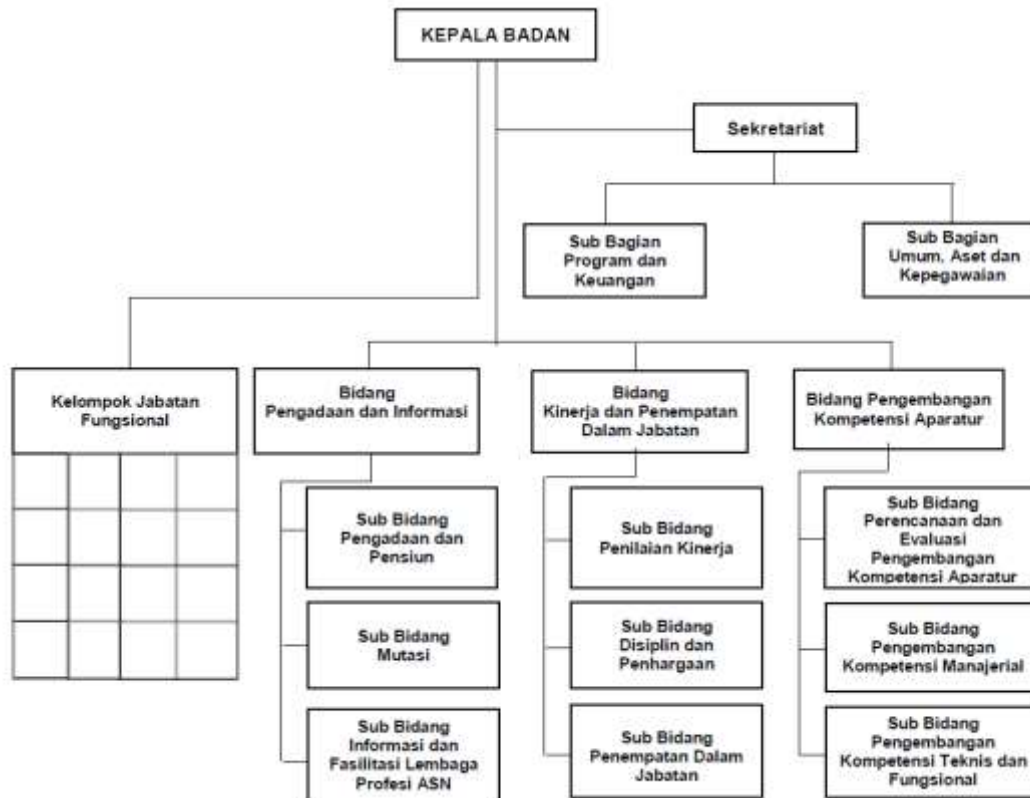 KEPALA BADAN
Sekretariat
Sub Bagian
Program dan
Keuangan
Sub Bagian
Umum, Aset dan
Kepegawaian
Kelompok Jabatan
Fungsional
Bidang
Pengadaan dan Informasi
Bidang
Kinerja dan Penempatan
Dalam Jabatan
Bidang Pengembangan
Kompetensi Aparatur
Sub Bidang
Pengadaan dan
Pensiun
Sub Bidang
Mutasi
Sub Bidang
Informasi dan
Fasilitasi Lembaga
Profesi ASN
Sub Bidang
Penilaian Kinerja
Sub Bidang
Disiplin dan
Penhargaan
Sub Bidang
Penempatan Dalam
Jabatan
Sub Bidang
Perencanaan dan
Evaluasi
Pengembangan
Kompetensi Aparatur
Sub Bidang
Pengembangan
Kompetensi Manajerial
Sub Bidang
Pengembangan
Kompetensi Teknis dan
Fungsional